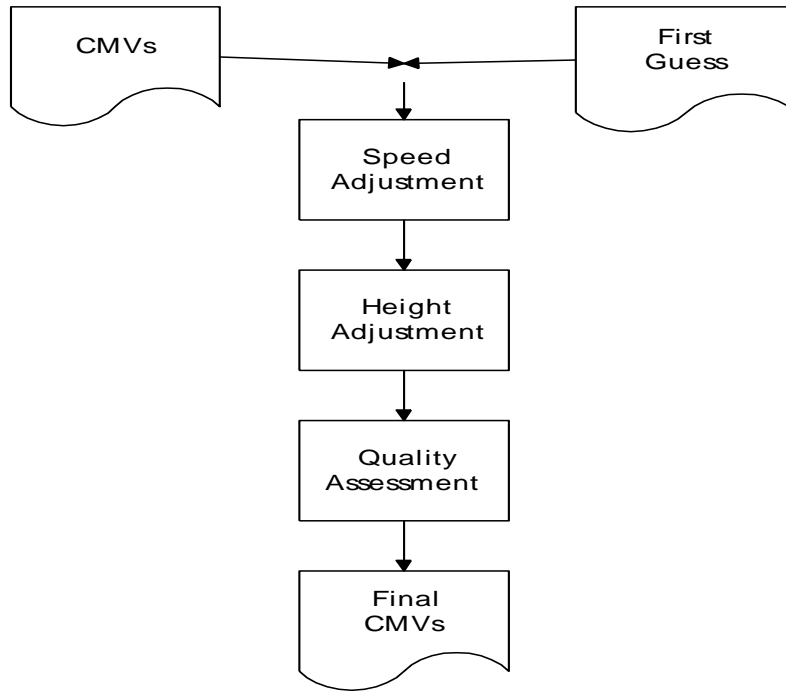 CMVs
First
Guess
Speed
Adjustment
Height
Adjustment
Quality
Assessment
Final
CMVs